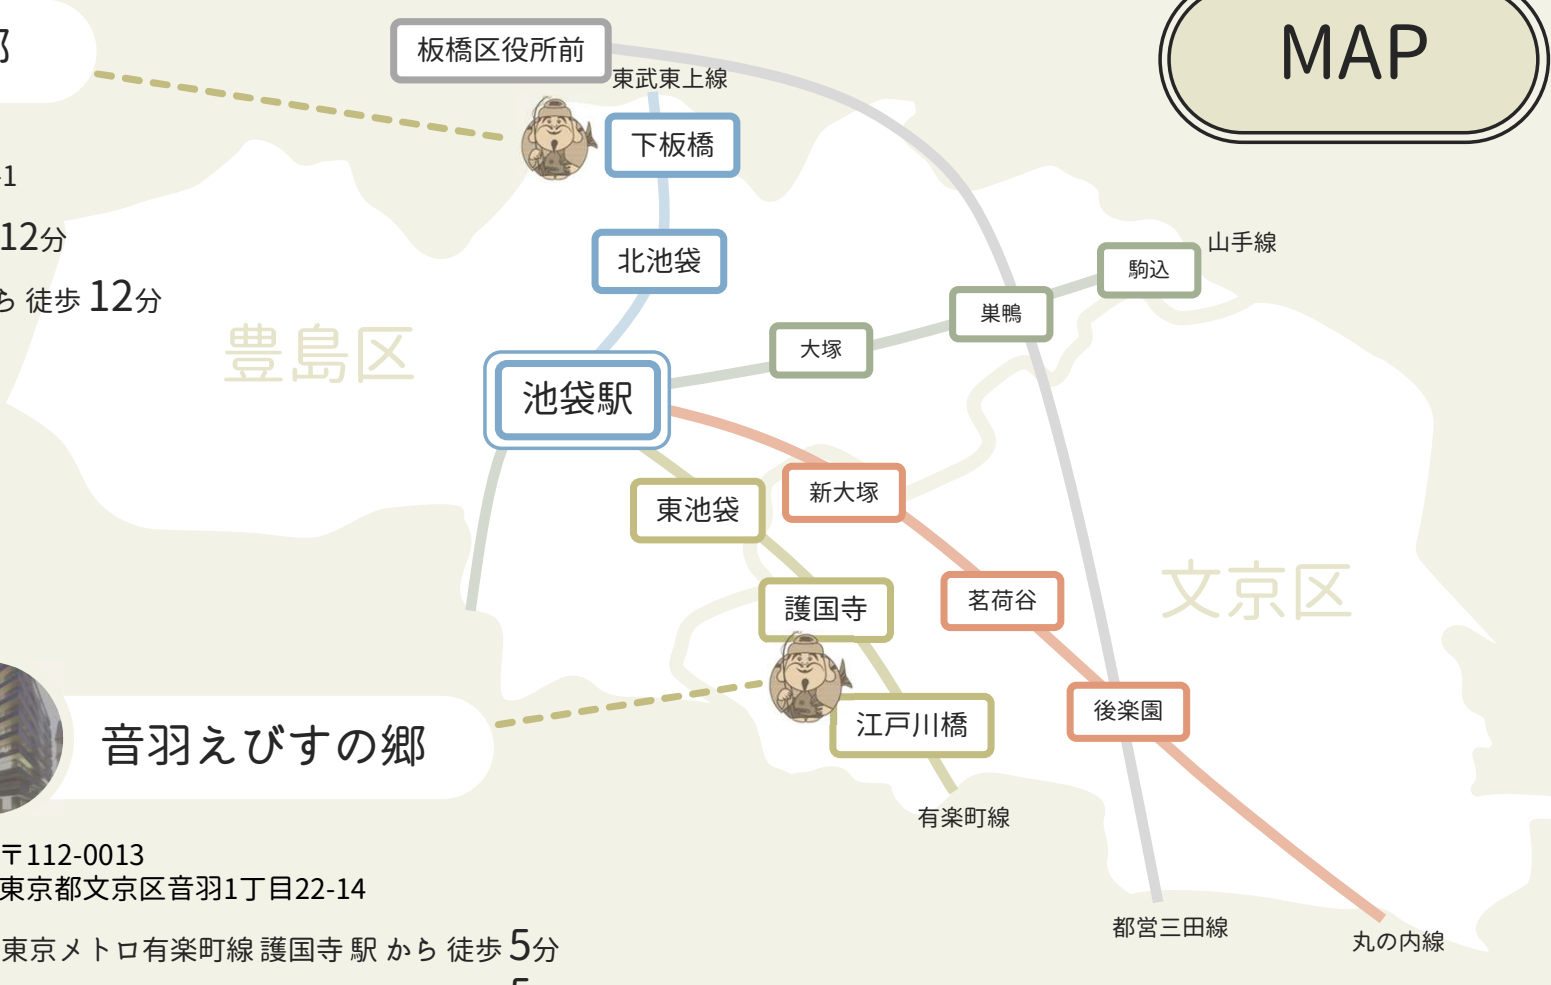 MAP
板橋区役所前
東武東上線
下板橋
-1
12分
北池袋
山手線
駒込
ら 徒歩 12分
巣鴨
大塚
豊島区
池袋駅
新大塚
東池袋
文京区
護国寺
茗荷谷
後楽園
江戸川橋
音羽えびすの郷
有楽町線
〒112-0013
東京都文京区音羽1丁目22-14
都営三田線
丸の内線
東京メトロ有楽町線 護国寺 駅 から 徒歩 5分